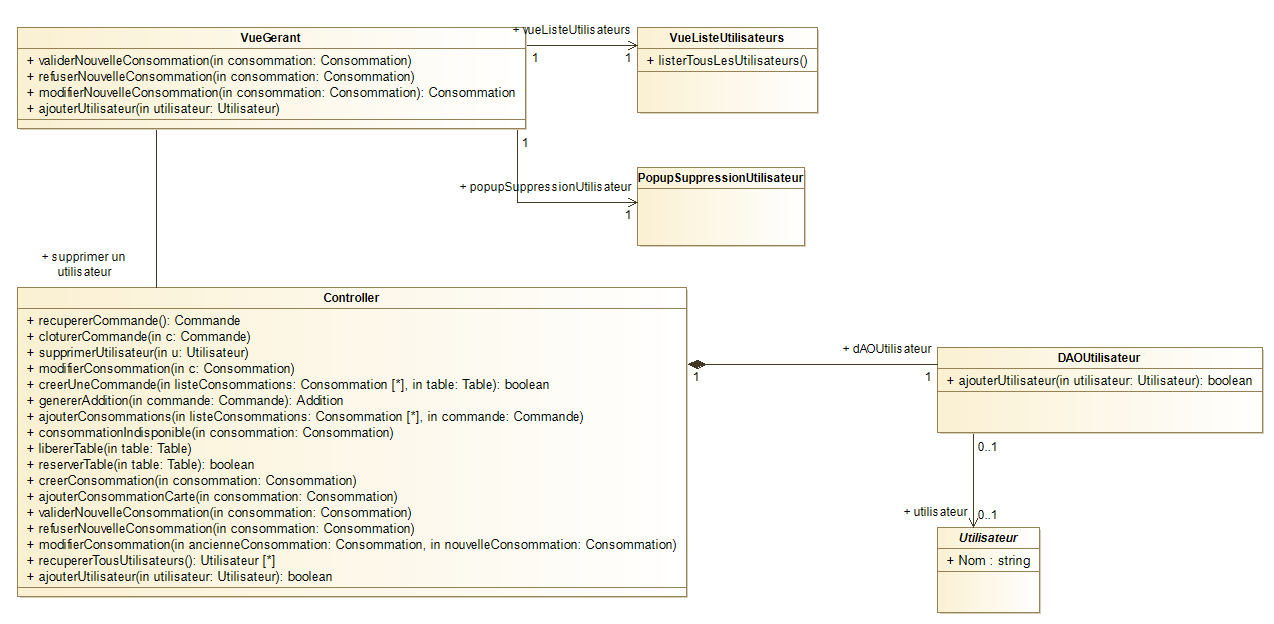 VueGerant
+ validerNouvelleConsommation(in consommation: Consommation)
+ refuserNouvelleConsommation(in consommation: Consommation)
+ modifierNouvelleConsommation(in consommation: Consommation): Consommation
+ ajouterUtilisateur(in utilisateur: Utilisateur)
+ vueListeUtilisateurs
1
1
VueListeUtilisateurs
+ listerTousLesUtilisateurs()
1
+ popupSuppressionUtilisateur
1
PopupSuppressionUtilisateur
+ supprimer un
utilisateur
Controller
+ recupererCommande(): Commande
+ cloturerCommande(in c: Commande)
+ supprimerUtilisateur(in u: Utilisateur)
+ modifierConsommation(in c: Consommation)
+ creerUneCommande(in listeConsommations: Consommation [*], in table: Table): boolean
+ genererAddition(in commande: Commande): Addition
+ ajouterConsommations(in listeConsommations: Consommation [*], in commande: Commande)
+ consommationIndisponible(in consommation: Consommation)
+ libererTable(in table: Table)
+ reserverTable(in table: Table): boolean
+ creerConsommation(in consommation: Consommation)
+ ajouterConsommationCarte(in consommation: Consommation)
+ validerNouvelleConsommation(in consommation: Consommation)
+ refuserNouvelleConsommation(in consommation: Consommation)
+ modifierConsommation(in ancienneConsommation: Consommation, in nouvelleConsommation: Consommation)
+ recupererTousUtilisateurs(): Utilisateur [*]
+ ajouterUtilisateur(in utilisateur: Utilisateur): boolean
1
+ dAOUtilisateur
1
DAOUtilisateur
+ ajouterUtilisateur(in utilisateur: Utilisateur): boolean
0..1
+ utilisateur
0..1
Utilisateur
+ Nom : string